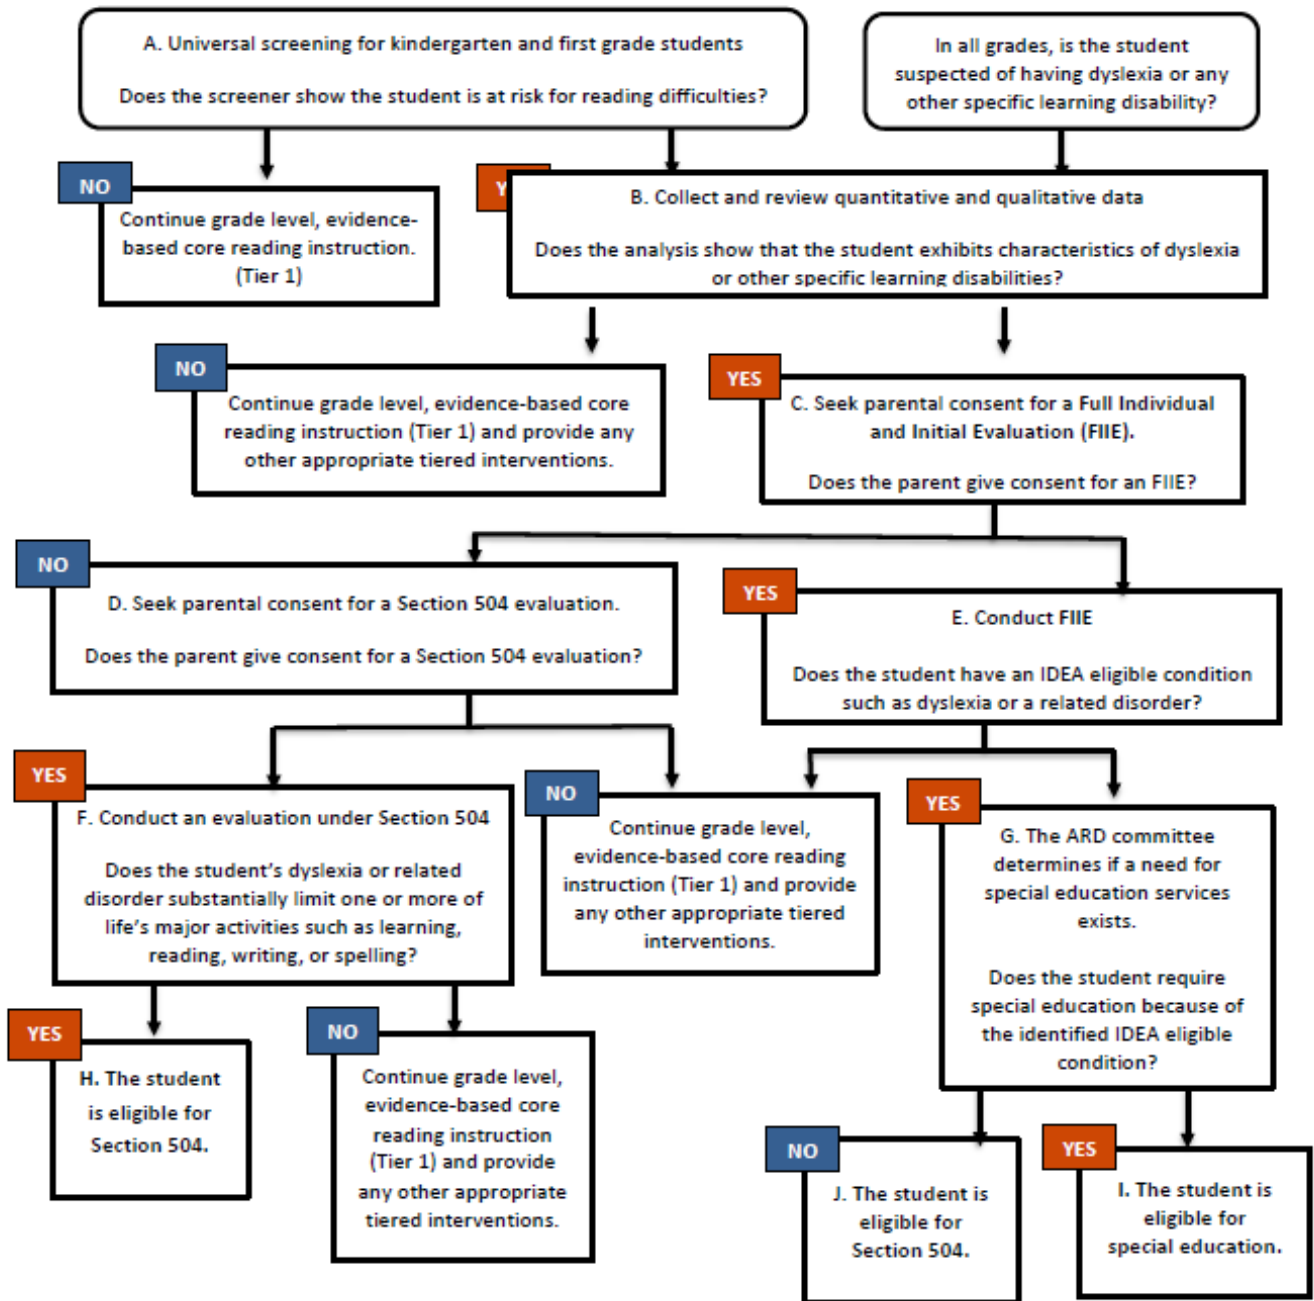 A. Universal screening for kindergarten and first grade students
Does the screener show the student is at risk for reading difficulties?
In all grades, is the student
suspected of having dyslexia or any
other specific learning disability?
NO
Continue grade level, evidence-
based core reading instruction.
(Tier 1)
B. Collect and review quantitative and qualitative data
Does the analysis show that the student exhibits characteristics of dyslexia
or other specific learning disabilities?
NO
Continue grade level, evidence-based core
reading instruction (Tier 1) and provide any
other appropriate tiered interventions.
YES
C. Seek parental consent for a Full Individual
and Initial Evaluation (FIIE).
Does the parent give consent for an FIIE?
NO
D. Seek parental consent for a Section 504 evaluation.
Does the parent give consent for a Section 504 evaluation?
YES
E. Conduct FIIE
Does the student have an IDEA eligible condition
such as dyslexia or a related disorder?
YES
F. Conduct an evaluation under Section 504
Does the student’s dyslexia or related
disorder substantially limit one or more of
life’s major activities such as learning,
reading, writing, or spelling?
NO
Continue grade level,
evidence-based core reading
instruction (Tier 1) and provide
any other appropriate tiered
interventions.
YES
G. The ARD committee
determines if a need for
special education services
exists.
Does the student require
special education because of
the identified IDEA eligible
condition?
YES
H. The student
is eligible for
Section 504.
NO
Continue grade level,
evidence-based core
reading instruction
(Tier 1) and provide
any other appropriate
tiered interventions.
NO
J. The student is
eligible for
Section 504.
YES
I. The student is
eligible for
special education.